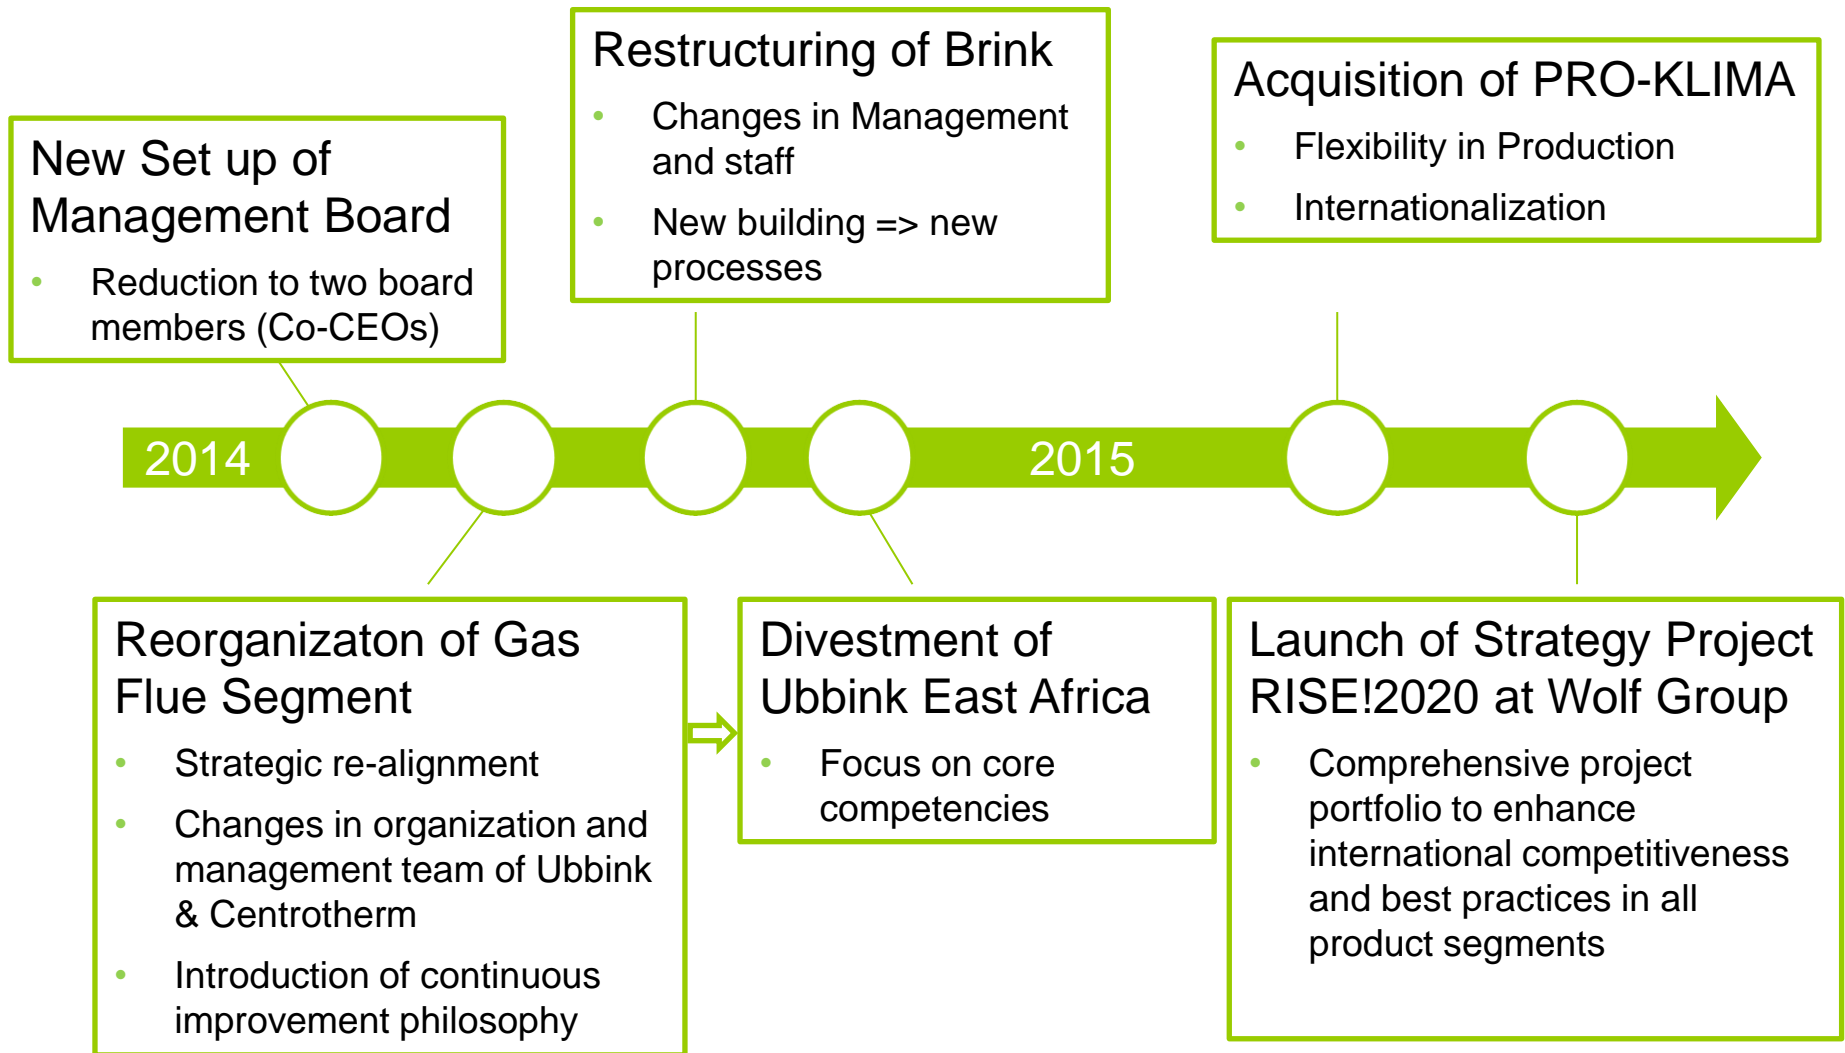 New Set up of
Management Board
• Reduction to two board
members (Co-CEOs)
Restructuring of Brink
• Changes in Management
and staff
• New building => new
processes
Acquisition of PRO-KLIMA
• Flexibility in Production
• Internationalization
2014
2015
Reorganizaton of Gas
Flue Segment
• Strategic re-alignment
• Changes in organization and
management team of Ubbink
& Centrotherm
• Introduction of continuous
improvement philosophy
Divestment of
Ubbink East Africa
• Focus on core
competencies
Launch of Strategy Project
RISE!2020 at Wolf Group
• Comprehensive project
portfolio to enhance
international competitiveness
and best practices in all
product segments